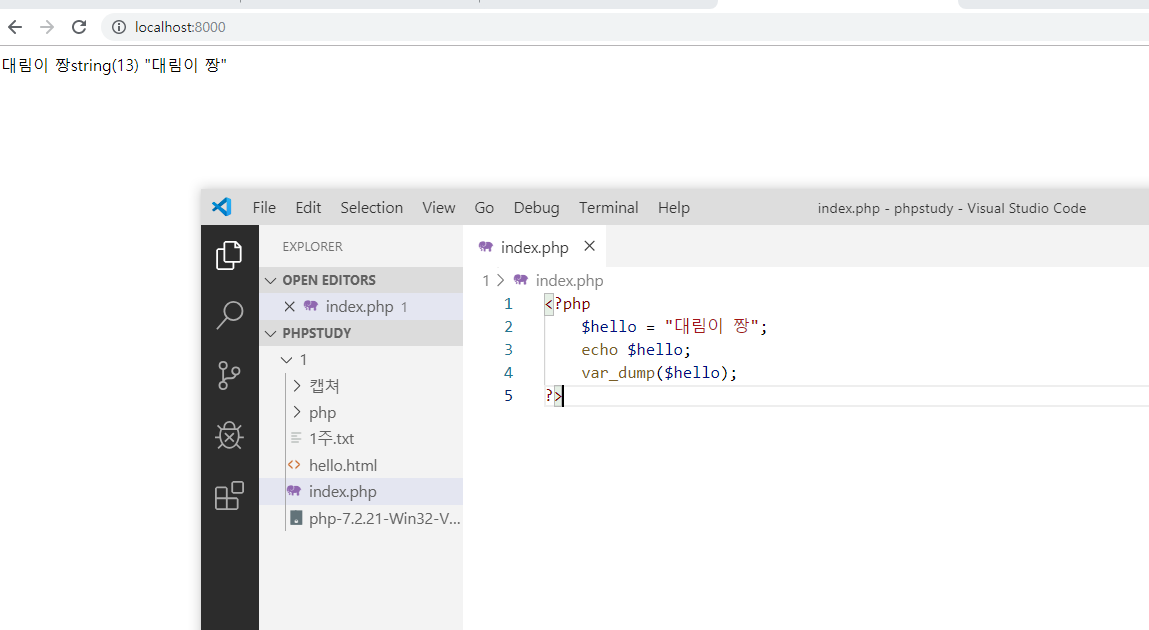 localhost:8000
대림이 짱string(13) "대림이 짱"
File Edit Selection View Go Debug Terminal Help index.php - phpstudy - Visual Studio Code
EXPLORER
OPEN EDITORS
index.php 1
PHPSTUDY
1
캡쳐
php
1주.txt
hello.html
index.php
php-7.2.21-Win32-V...
index.php
1 > index.php
1 <?php
2 $hello = "대림이 짱";
3 echo $hello;
4 var_dump($hello);
5 ?>